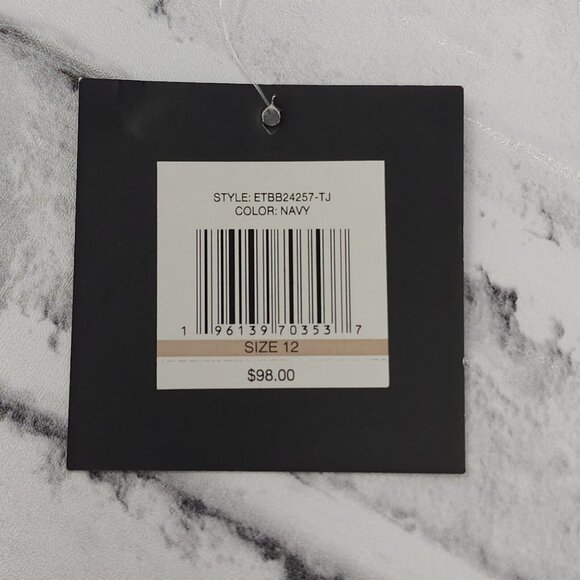 STYLE: ETBB24257-TJ
COLOR: NAVY
1 96139 70353 7
SIZE 12
$98.00